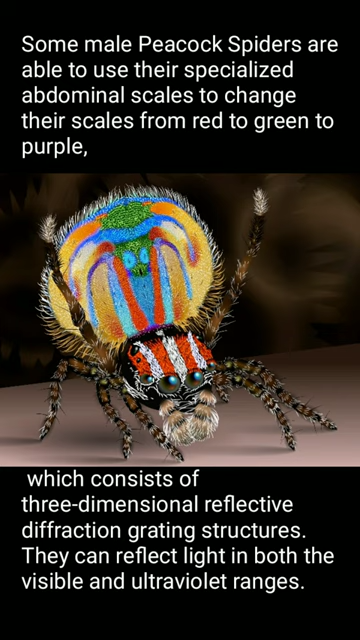 Some male Peacock Spiders are
able to use their specialized
abdominal scales to change
their scales from red to green to
purple,
which consists of
three-dimensional reflective
diffraction grating structures.
They can reflect light in both the
visible and ultraviolet ranges.